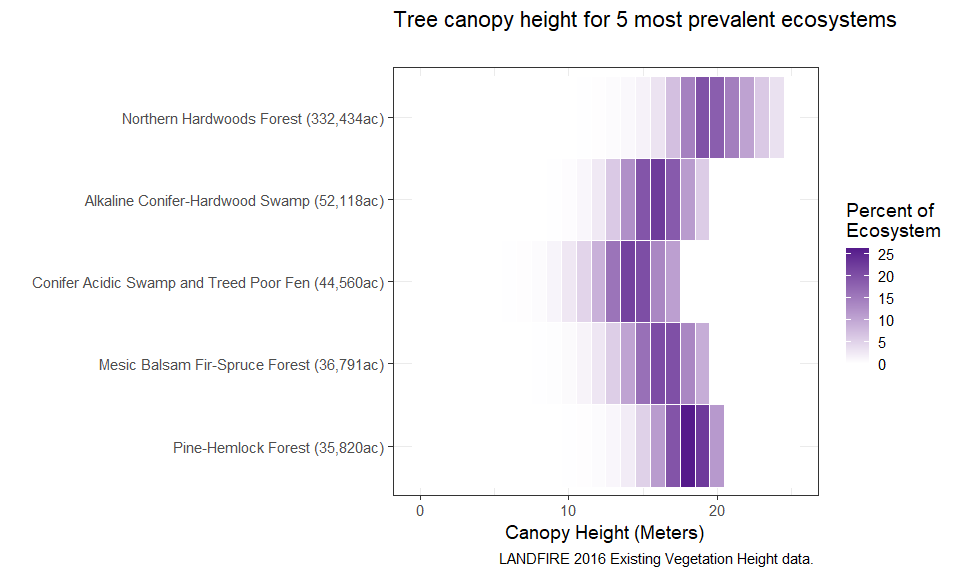 Tree canopy height for 5 most prevalent ecosystems
Northern Hardwoods Forest (332,434ac)
Alkaline Conifer-Hardwood Swamp (52,118ac)
Conifer Acidic Swamp and Treed Poor Fen (44,560ac)
Mesic Balsam Fir-Spruce Forest (36,791ac)
Pine-Hemlock Forest (35,820ac)
0
10
20
Canopy Height (Meters)
LANDFIRE 2016 Existing Vegetation Height data.
Percent of
Ecosystem
25
20
15
10
5
0